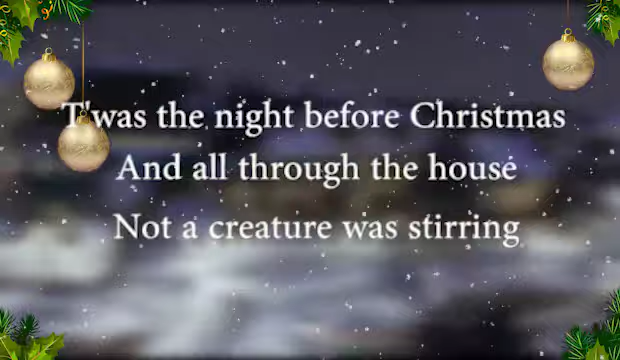 T'was the night before Christmas
And all through the house
Not a creature was stirring